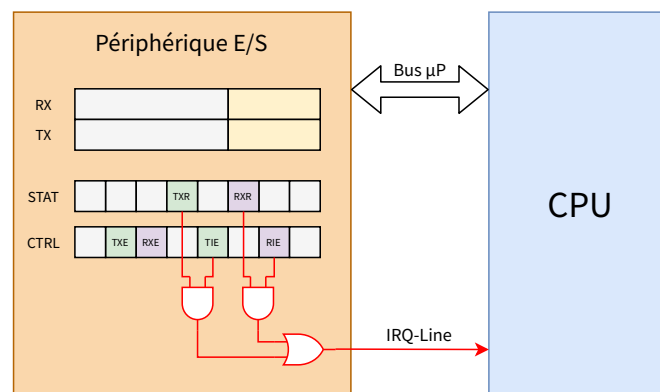 Périphérique E/S
Bus µP
RX
TX
STAT
TXR
RXR
CPU
CTRL
TXE
RXE
TIE
RIE
IRQ-Line